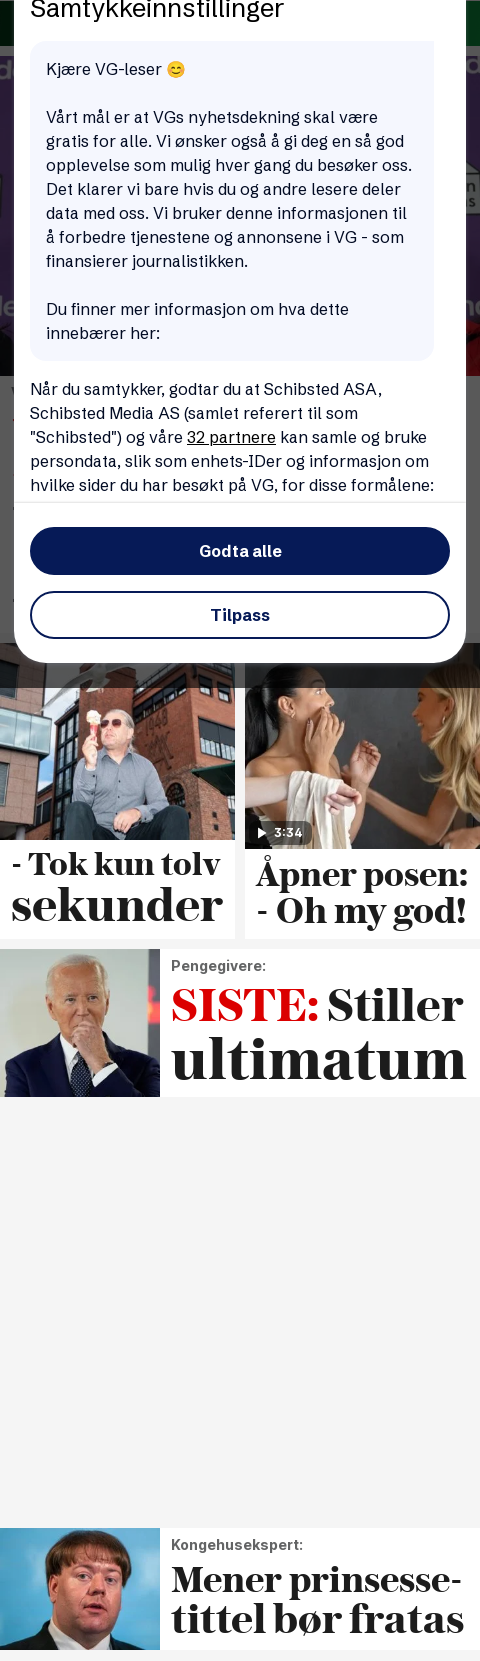 Samtykkeinnstillinger
Kjære VG-leser 😊
Vårt mål er at VGs nyhetsdekning skal være
gratis for alle. Vi ønsker også å gi deg en så god
opplevelse som mulig hver gang du besøker oss.
Det klarer vi bare hvis du og andre lesere deler
data med oss. Vi bruker denne informasjonen til
å forbedre tjenestene og annonsene i VG - som
finansierer journalistikken.
Du finner mer informasjon om hva dette
innebærer her:
Når du samtykker, godtar du at Schibsted ASA,
Schibsted Media AS (samlet referert til som
"Schibsted") og våre 32 partnere kan samle og bruke
persondata, slik som enhets-IDer og informasjon om
hvilke sider du har besøkt på VG, for disse formålene:
Godta alle
Tilpass
3:34
- Tok kun tolv
sekunder
Åpner posen:
- Oh my god!
Pengegivere:
SISTE: Stiller
ultimatum
Kongehusekspert:
Mener prinsesse-
tittel bør fratas